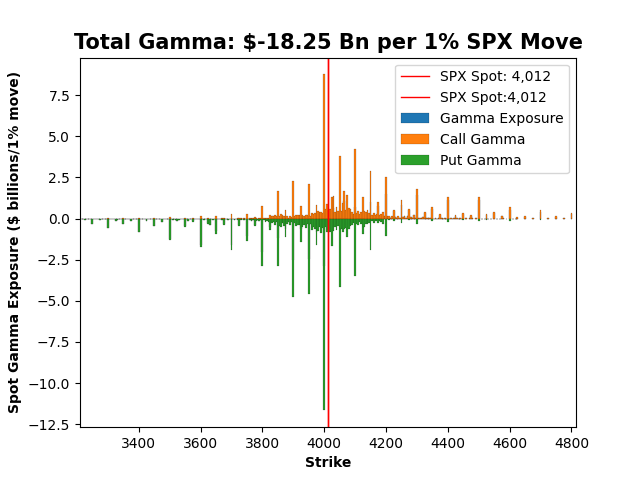 Total Gamma: $-18.25 Bn per 1% SPX Move
Spot Gamma Exposure ($ billions/1% move)
7.5
5.0
2.5
0.0
−2.5
−5.0
−7.5
−10.0
−12.5
SPX Spot: 4,012
SPX Spot:4,012
Gamma Exposure
Call Gamma
Put Gamma
3400 3600 3800 4000 4200 4400 4600 4800
Strike